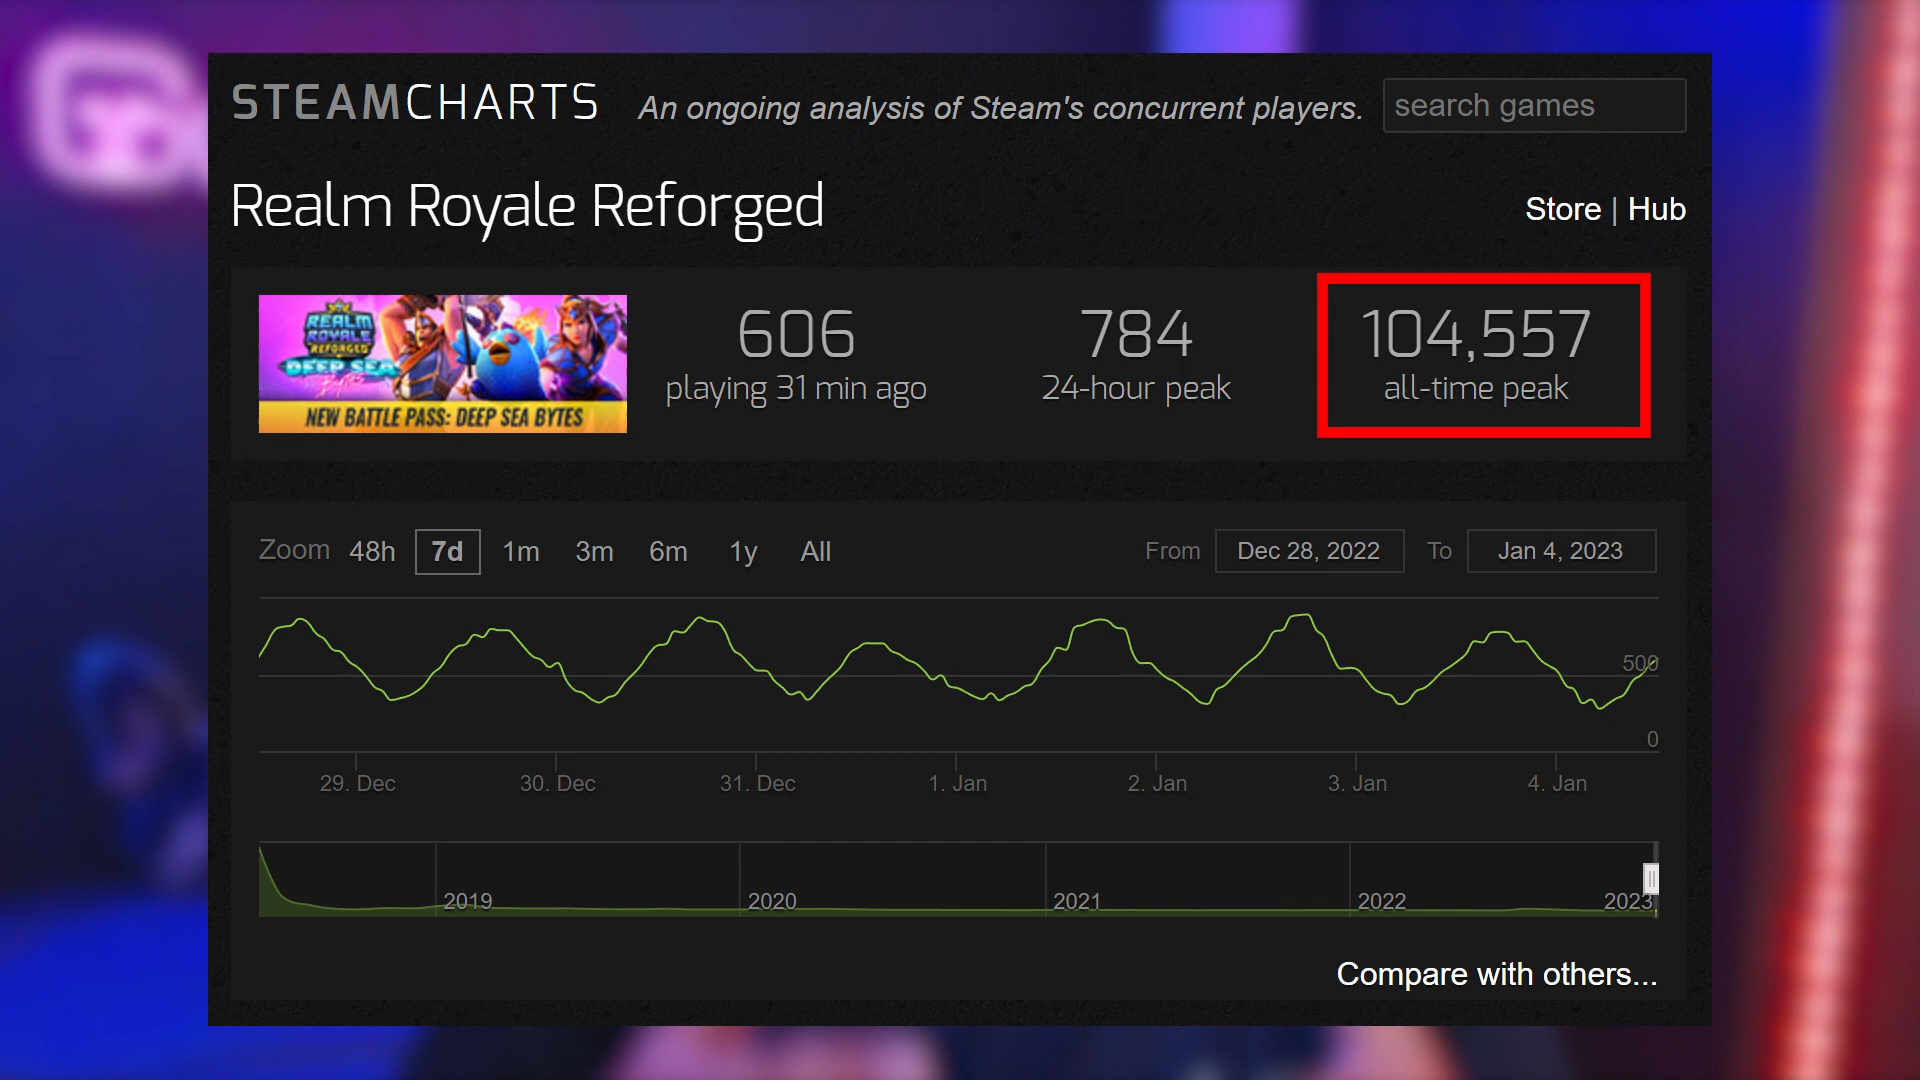 STEAMCHARTS An ongoing analysis of Steam's concurrent players. search games
Realm Royale Reforged
Store | Hub
REALM
ROYALE
REFORGED
DEEP SEA
Bytes
NEW BATTLE PASS: DEEP SEA BYTES
606
playing 31 min ago
784
24-hour peak
104,557
all-time peak
Zoom 48h 7d 1m 3m 6m 1y All From Dec 28, 2022 To Jan 4, 2023
500
0
29. Dec 30. Dec 31. Dec 1. Jan 2. Jan 3. Jan 4. Jan
2019 2020 2021 2022 2023
Compare with others...